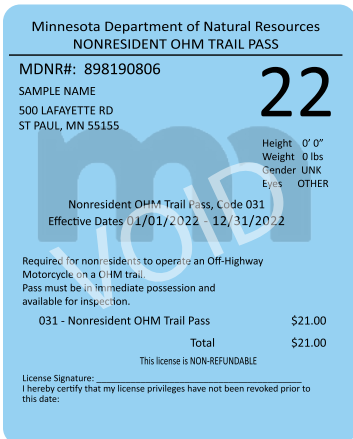 Minnesota Department of Natural Resources
NONRESIDENT OHM TRAIL PASS
MDNR#: 898190806
22
SAMPLE NAME
500 LAFAYETTE RD
ST PAUL, MN 55155
Height 0' 0"
Weight 0 lbs
Gender UNK
Eyes OTHER
mn
VOID
Nonresident OHM Trail Pass, Code 031
Effective Dates 01/01/2022 - 12/31/2022
Required for nonresidents to operate an Off-Highway
Motorcycle on a OHM trail.
Pass must be in immediate possession and
available for inspection.
031 - Nonresident OHM Trail Pass $21.00
Total $21.00
This license is NON-REFUNDABLE
License Signature:
I hereby certify that my license privileges have not been revoked prior to
this date: